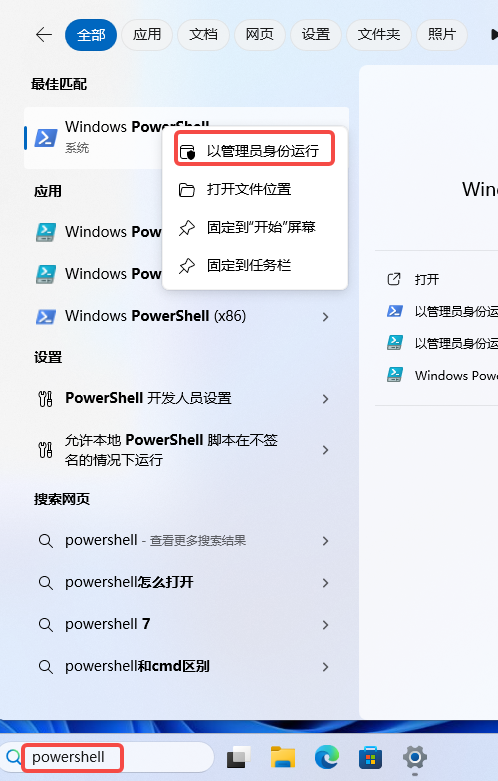 全部 应用 文档 网页 设置 文件夹 照片
最佳匹配
Windows PowerShell
系统
以管理员身份运行
打开文件位置
固定到“开始”屏幕
固定到任务栏
应用
Windows Pow
Windows Pow
Windows PowerShell (x86)
设置
PowerShell 开发人员设置
允许本地 PowerShell 脚本在不签
名的情况下运行
搜索网页
powershell - 查看更多搜索结果
powershell怎么打开
powershell 7
powershell和cmd区别
Wind
打开
以管理员身份运
以管理员身份运
Windows Powe
powershell